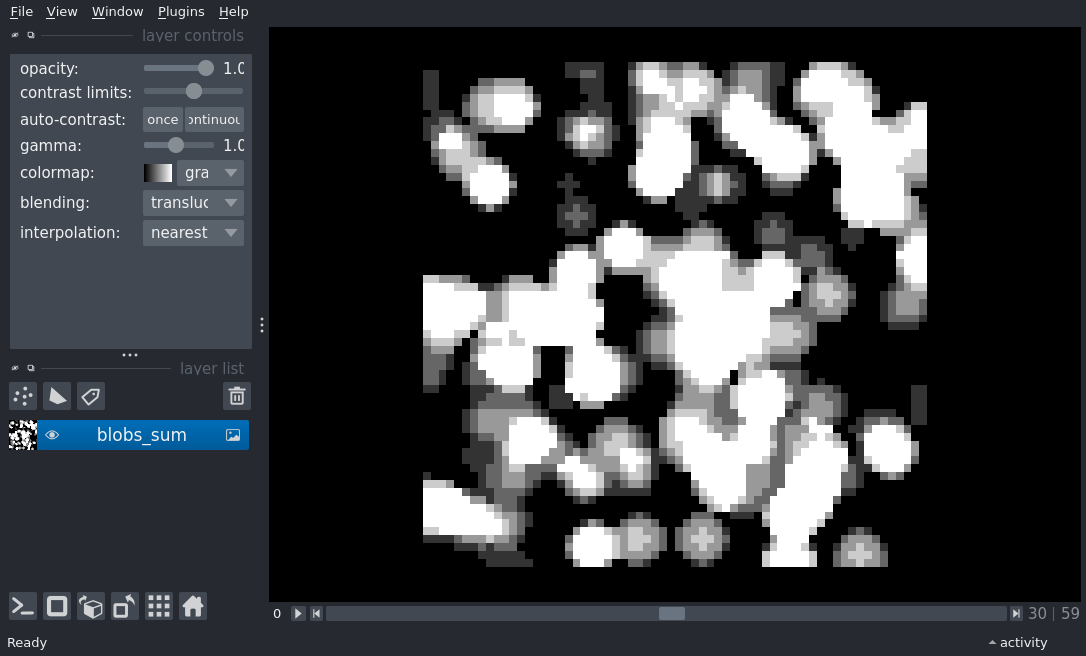 File View Window Plugins Help
layer controls
opacity: 1.0
contrast limits:
auto-contrast: once ontinuou
gamma: 1.0
colormap: gra
blending: transluc
interpolation: nearest
layer list
blobs_sum
0 30 | 59
Ready activity